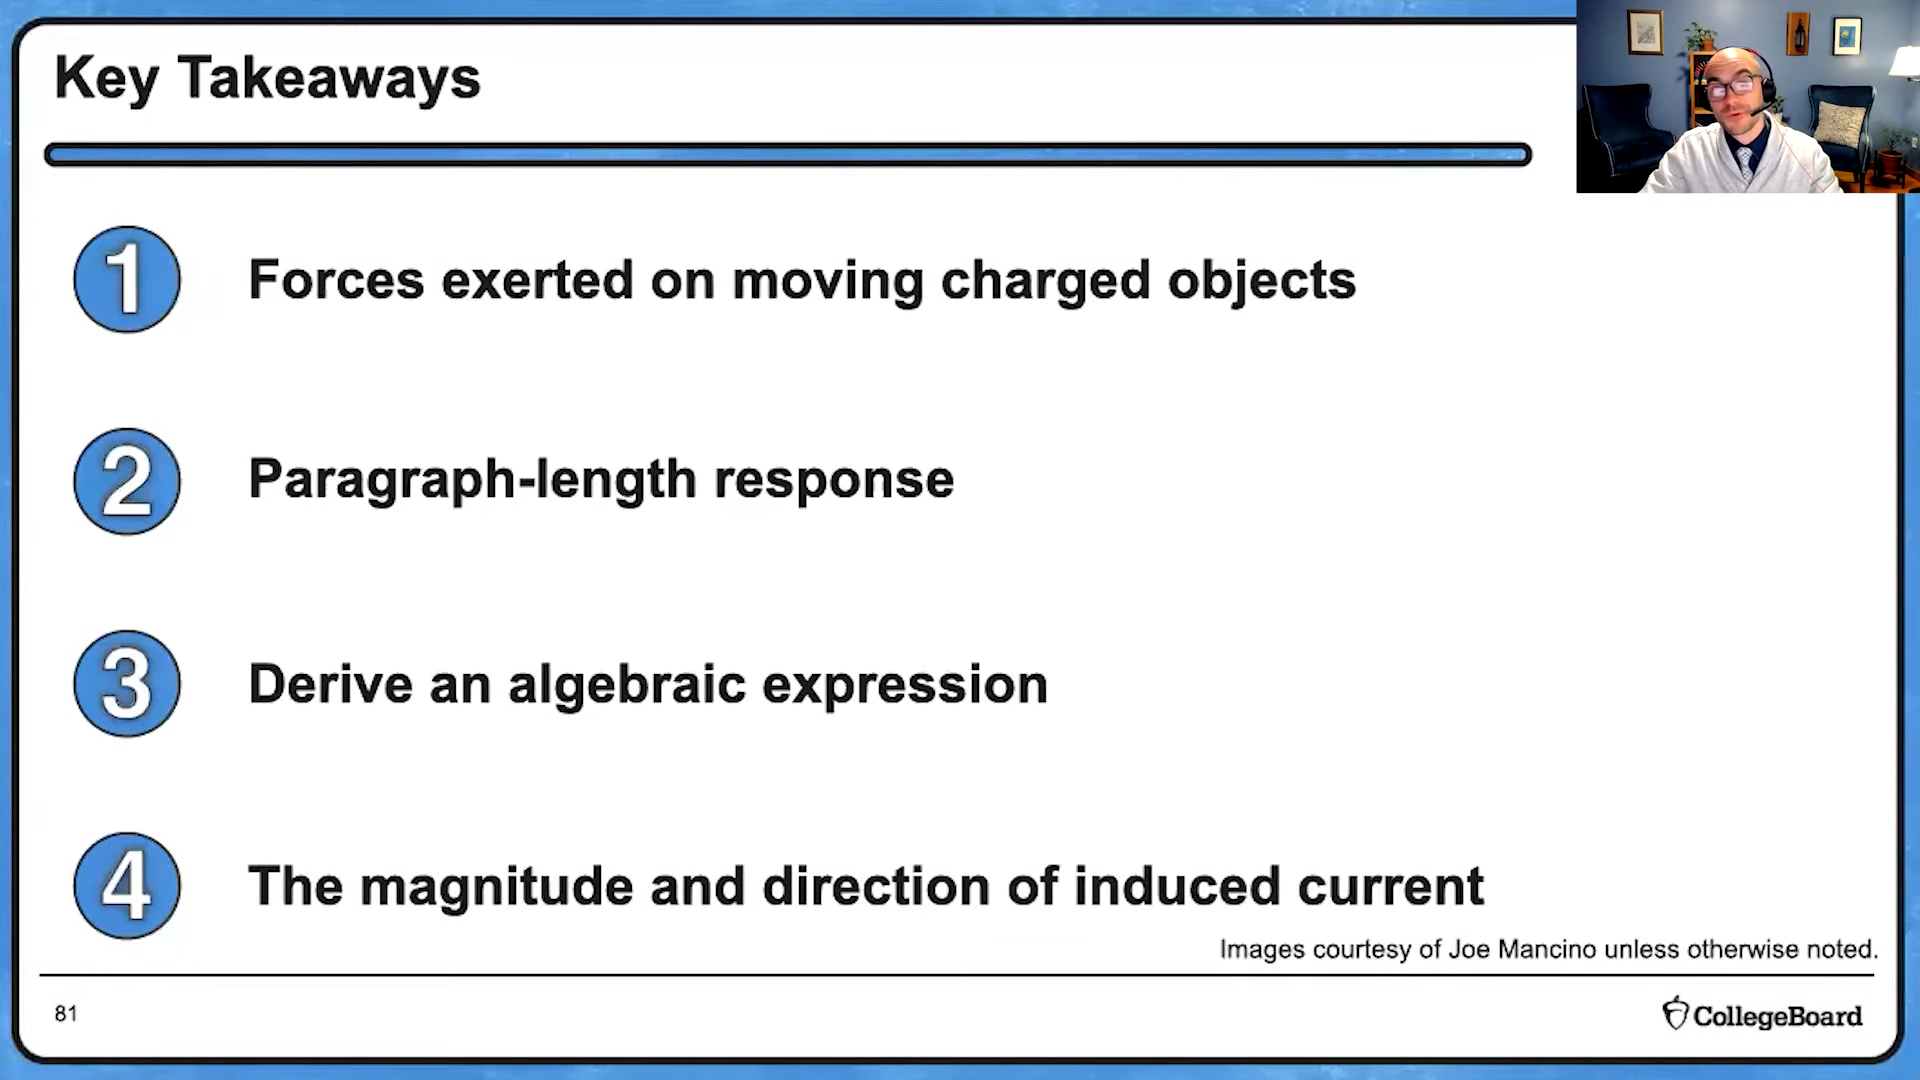 Key Takeaways
1
Forces exerted on moving charged objects
2
Paragraph-length response
3
Derive an algebraic expression
4
The magnitude and direction of induced current
Images courtesy of Joe Mancino unless otherwise noted.
81
CollegeBoard